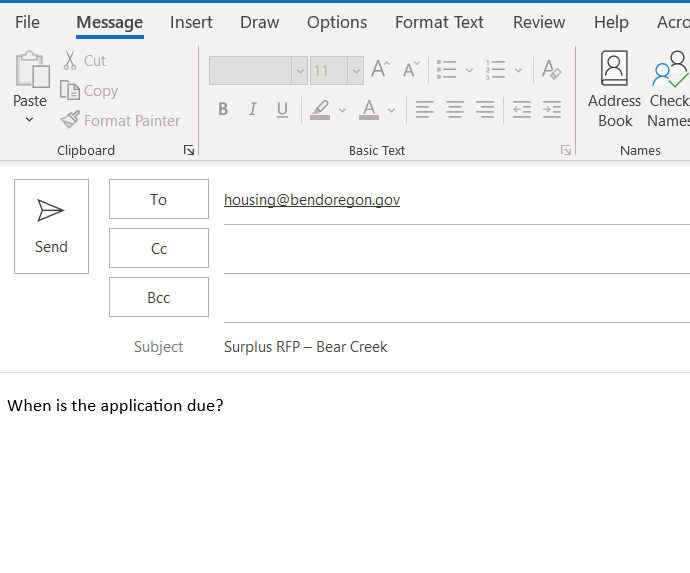 File Message Insert Draw Options Format Text Review Help Acro
Cut
11
A A
Copy
Paste
Address Check
Format Painter
B I U A
Book Names
Clipboard Basic Text Names
To housing@bendoregon.gov
Send
Cc
Bcc
Subject Surplus RFP – Bear Creek
When is the application due?